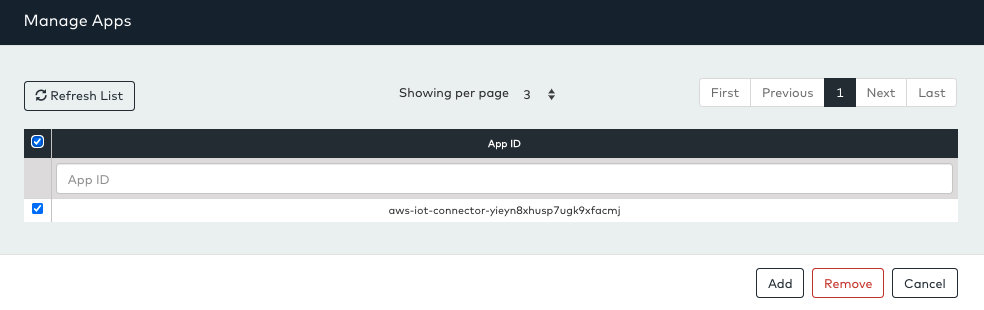 Manage Apps
Refresh List
Showing per page 3
First Previous 1 Next Last
App ID
App ID
aws-iot-connector-yieyn8xhusp7ugk9xfacmj
Add Remove Cancel